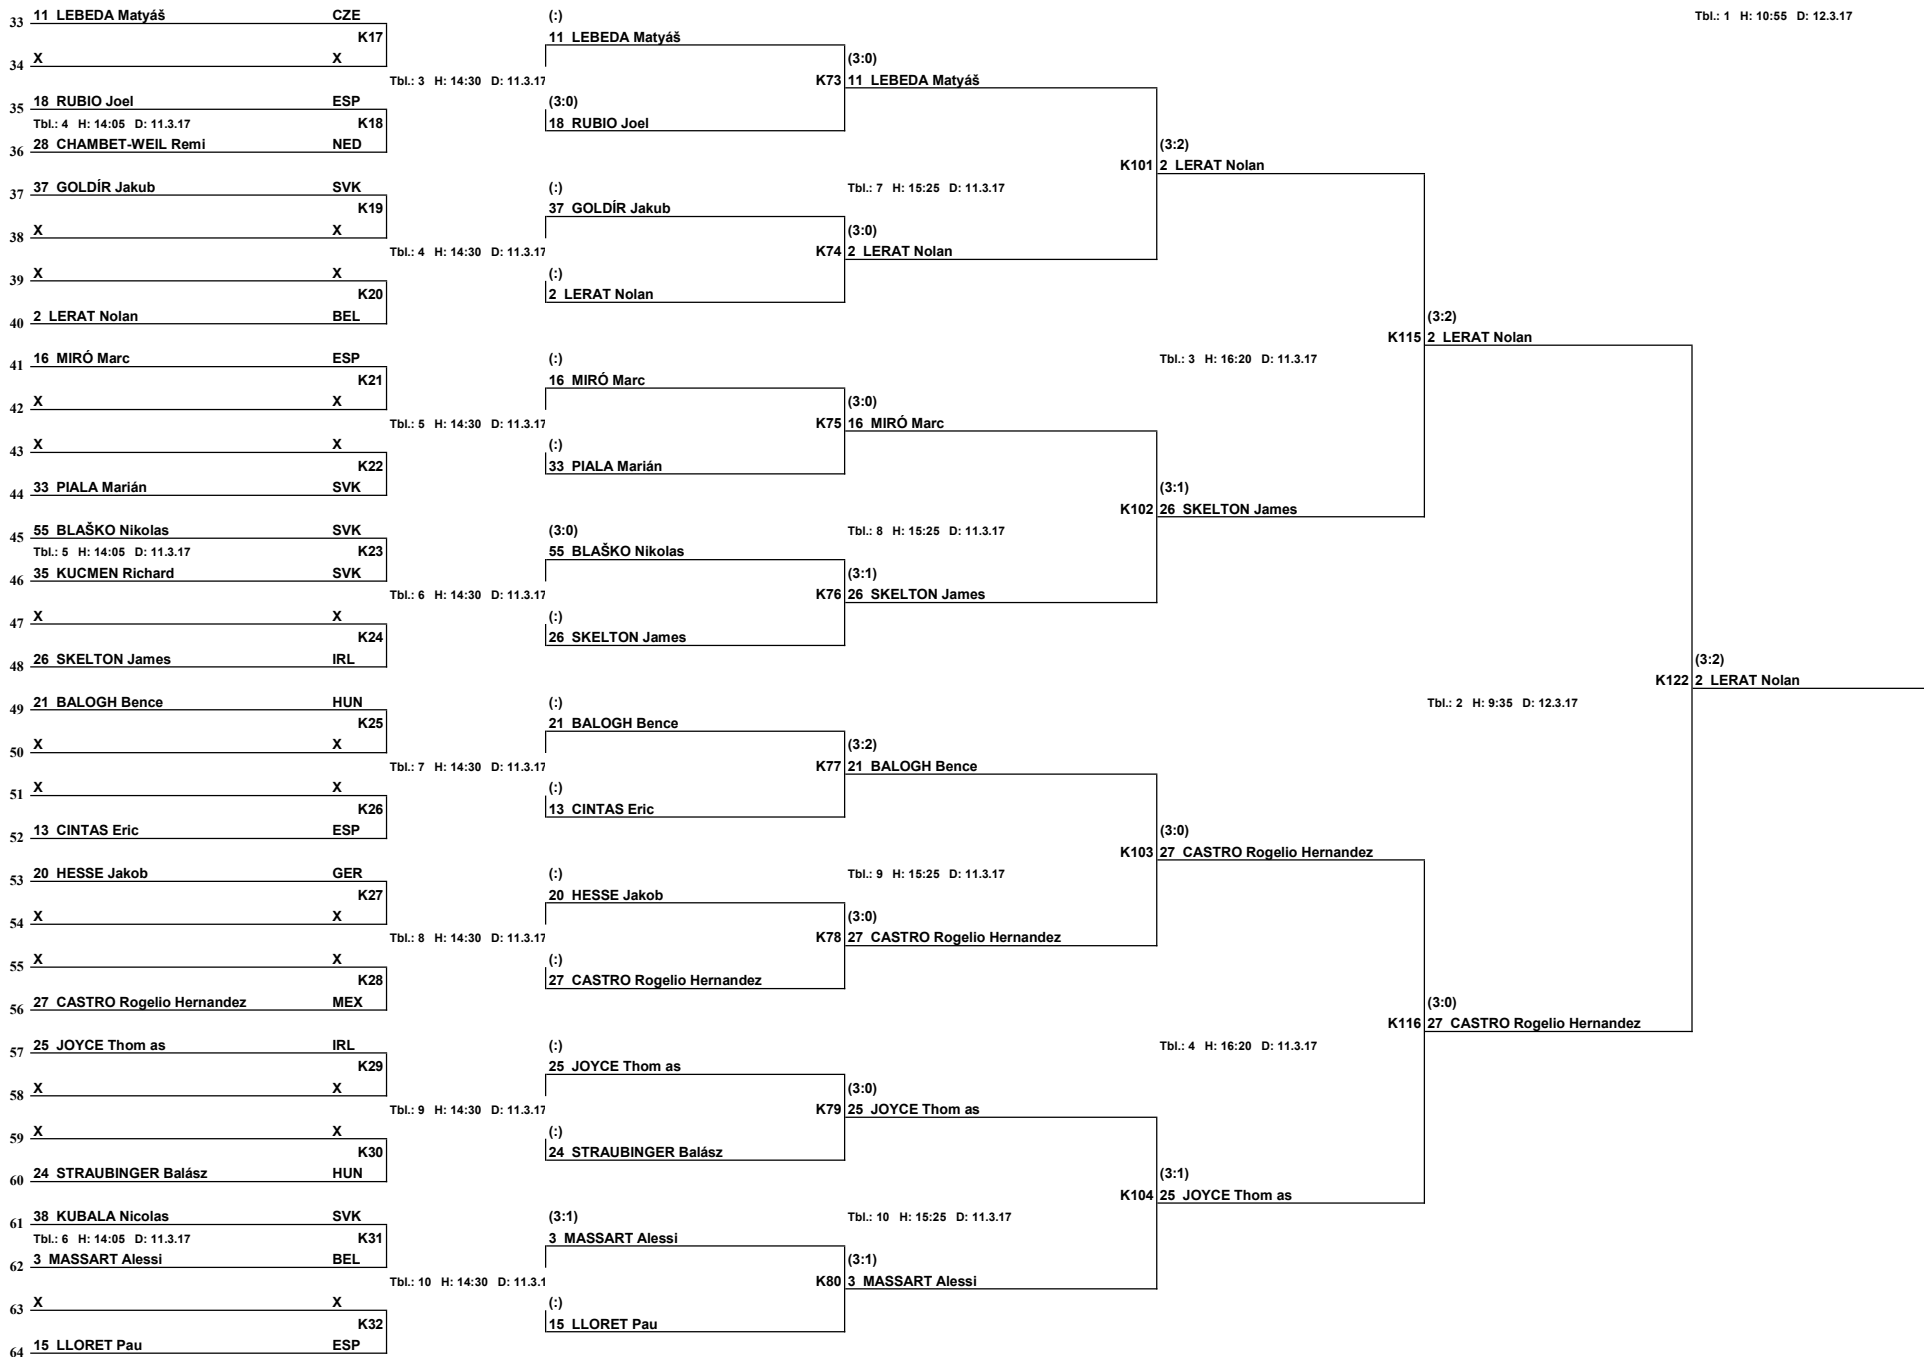 33 11 LEBEDA Matyáš CZE
K17
34 X X
35 18 RUBIO Joel ESP
Tbl.: 4 H: 14:05 D: 11.3.17 K18
36 28 CHAMBET-WEIL Remi NED
37 37 GOLDÍR Jakub SVK
K19
38 X X
39 X X
K20
40 2 LERAT Nolan BEL
41 16 MIRÓ Marc ESP
K21
42 X X
43 X X
K22
44 33 PIALA Marián SVK
45 55 BLAŠKO Nikolas SVK
Tbl.: 5 H: 14:05 D: 11.3.17 K23
46 35 KUCMEN Richard SVK
47 X X
K24
48 26 SKELTON James IRL
49 21 BALOGH Bence HUN
K25
50 X X
51 X X
K26
52 13 CINTAS Eric ESP
53 20 HESSE Jakob GER
K27
54 X X
55 X X
K28
56 27 CASTRO Rogelio Hernandez MEX
57 25 JOYCE Thom as IRL
K29
58 X X
59 X X
K30
60 24 STRAUBINGER Balász HUN
61 38 KUBALA Nicolas SVK
Tbl.: 6 H: 14:05 D: 11.3.17 K31
62 3 MASSART Alessi BEL
63 X X
K32
64 15 LLORET Pau ESP
(:)
11 LEBEDA Matyáš
Tbl.: 3 H: 14:30 D: 11.3.17 K73
(3:0)
18 RUBIO Joel
(:)
37 GOLDÍR Jakub
Tbl.: 4 H: 14:30 D: 11.3.17 K74
(:)
2 LERAT Nolan
(:)
16 MIRÓ Marc
Tbl.: 5 H: 14:30 D: 11.3.17 K75
(:)
33 PIALA Marián
(3:0)
55 BLAŠKO Nikolas
Tbl.: 6 H: 14:30 D: 11.3.17 K76
(:)
26 SKELTON James
(:)
21 BALOGH Bence
Tbl.: 7 H: 14:30 D: 11.3.17 K77
(:)
13 CINTAS Eric
(:)
20 HESSE Jakob
Tbl.: 8 H: 14:30 D: 11.3.17 K78
(:)
27 CASTRO Rogelio Hernandez
(:)
25 JOYCE Thom as
Tbl.: 9 H: 14:30 D: 11.3.17 K79
(:)
24 STRAUBINGER Balász
(3:1)
3 MASSART Alessi
Tbl.: 10 H: 14:30 D: 11.3.1 K80
(:)
15 LLORET Pau
(3:0)
11 LEBEDA Matyáš
K101
Tbl.: 7 H: 15:25 D: 11.3.17
(3:0)
2 LERAT Nolan
(3:0)
16 MIRÓ Marc
K102
Tbl.: 8 H: 15:25 D: 11.3.17
(3:1)
26 SKELTON James
(3:2)
21 BALOGH Bence
K103
Tbl.: 9 H: 15:25 D: 11.3.17
(3:0)
27 CASTRO Rogelio Hernandez
(3:0)
25 JOYCE Thom as
K104
Tbl.: 10 H: 15:25 D: 11.3.17
(3:1)
3 MASSART Alessi
(3:2)
2 LERAT Nolan
K115
Tbl.: 3 H: 16:20 D: 11.3.17
(3:1)
26 SKELTON James
(3:0)
27 CASTRO Rogelio Hernandez
K116
Tbl.: 4 H: 16:20 D: 11.3.17
(3:1)
25 JOYCE Thom as
(3:2)
2 LERAT Nolan
K122
Tbl.: 2 H: 9:35 D: 12.3.17
(3:0)
27 CASTRO Rogelio Hernandez
Tbl.: 1 H: 10:55 D: 12.3.17
(3:2)
2 LERAT Nolan